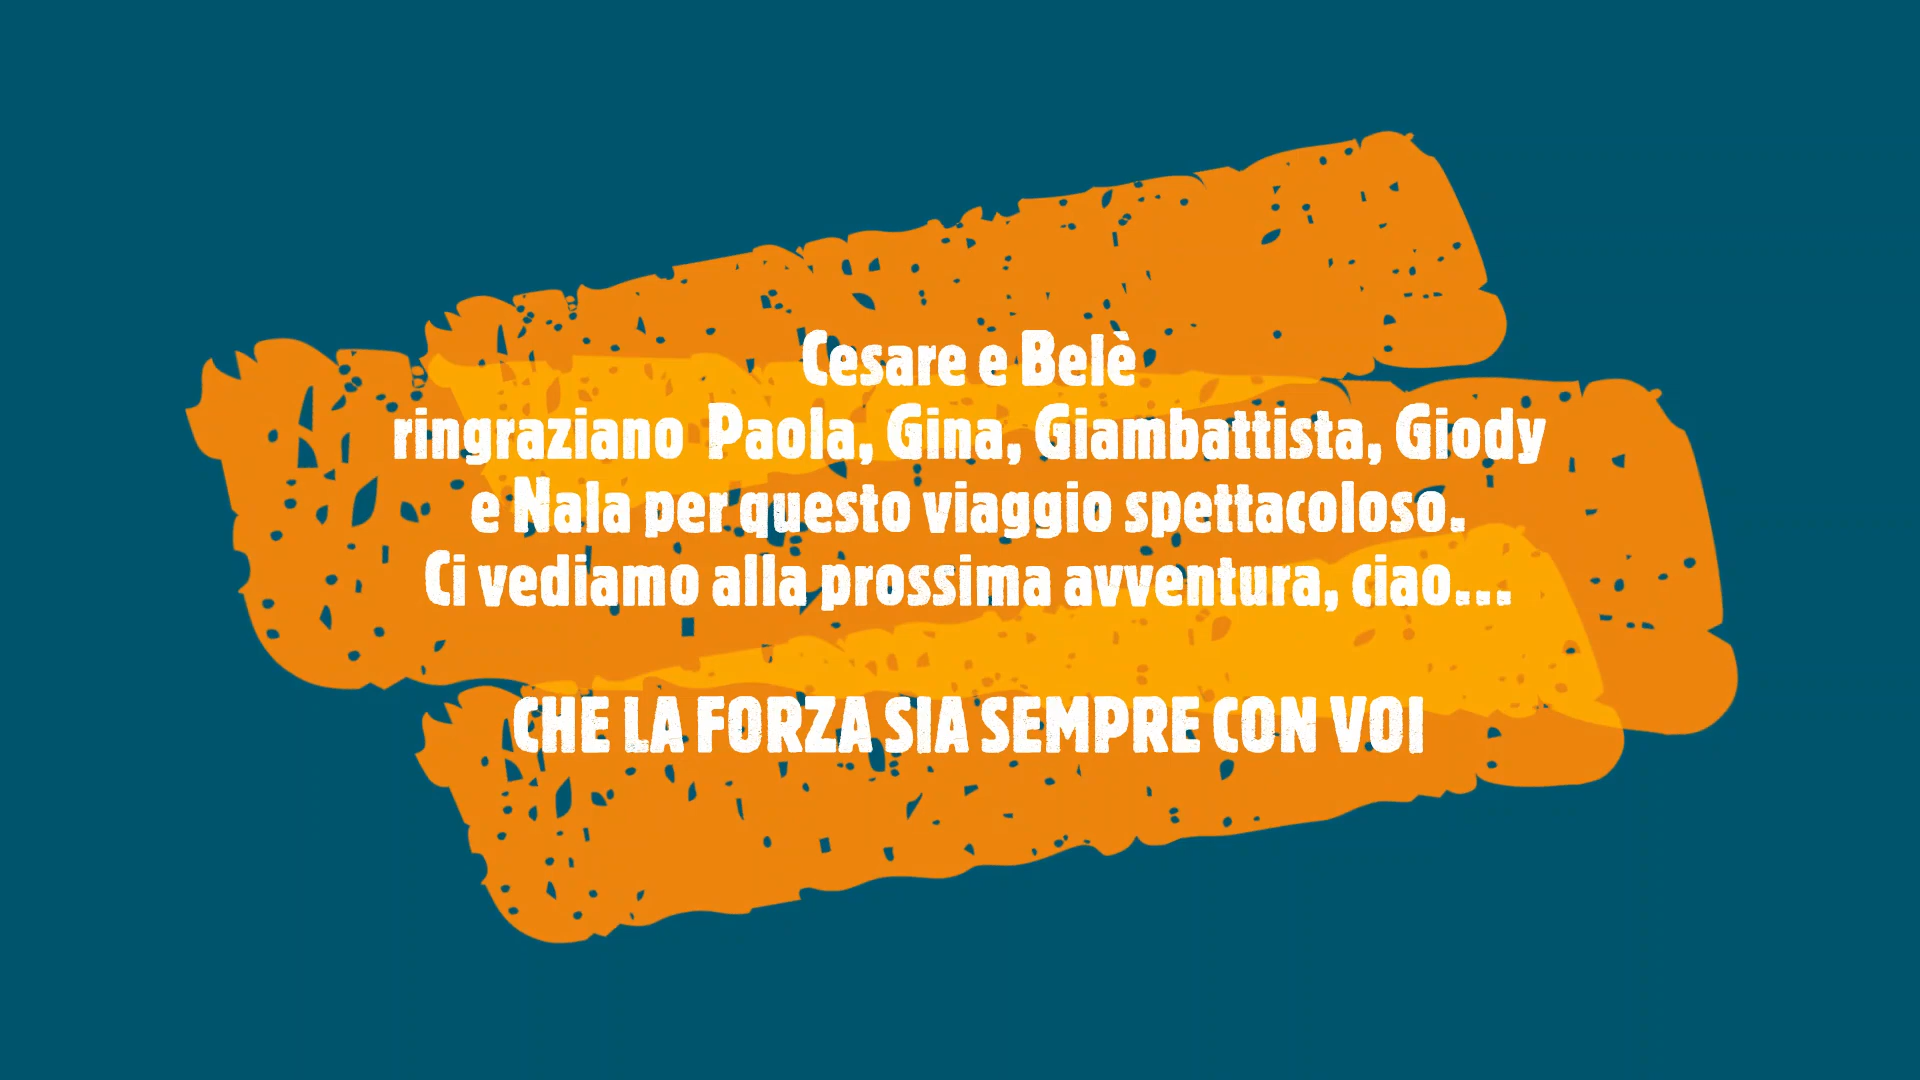 Cesare e Belè
ringraziano Paola, Gina, Giambattista, Giody
e Nala per questo viaggio spettacoloso.
Ci vediamo alla prossima avventura, ciao...
CHE LA FORZA SIA SEMPRE CON VOI